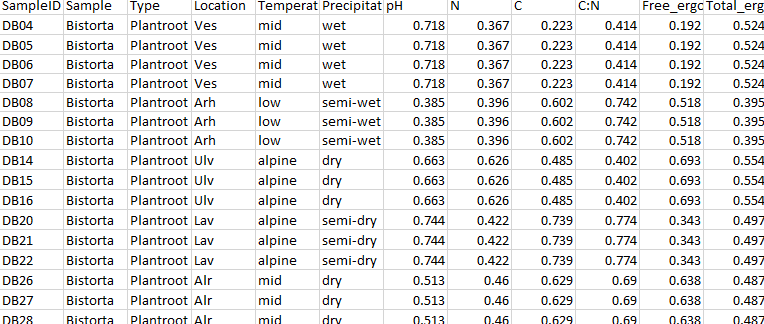 SampleID Sample Type Location Temperat Precipitat pH N C C:N Free_ergc Total_erg
DB04 Bistorta Plantroot Ves mid wet 0.718 0.367 0.223 0.414 0.192 0.524
DB05 Bistorta Plantroot Ves mid wet 0.718 0.367 0.223 0.414 0.192 0.524
DB06 Bistorta Plantroot Ves mid wet 0.718 0.367 0.223 0.414 0.192 0.524
DB07 Bistorta Plantroot Ves mid wet 0.718 0.367 0.223 0.414 0.192 0.524
DB08 Bistorta Plantroot Arh low semi-wet 0.385 0.396 0.602 0.742 0.518 0.395
DB09 Bistorta Plantroot Arh low semi-wet 0.385 0.396 0.602 0.742 0.518 0.395
DB10 Bistorta Plantroot Arh low semi-wet 0.385 0.396 0.602 0.742 0.518 0.395
DB14 Bistorta Plantroot Ulv alpine dry 0.663 0.626 0.485 0.402 0.693 0.554
DB15 Bistorta Plantroot Ulv alpine dry 0.663 0.626 0.485 0.402 0.693 0.554
DB16 Bistorta Plantroot Ulv alpine dry 0.663 0.626 0.485 0.402 0.693 0.554
DB20 Bistorta Plantroot Lav alpine semi-dry 0.744 0.422 0.739 0.774 0.343 0.497
DB21 Bistorta Plantroot Lav alpine semi-dry 0.744 0.422 0.739 0.774 0.343 0.497
DB22 Bistorta Plantroot Lav alpine semi-dry 0.744 0.422 0.739 0.774 0.343 0.497
DB26 Bistorta Plantroot Alr mid dry 0.513 0.46 0.629 0.69 0.638 0.487
DB27 Bistorta Plantroot Alr mid dry 0.513 0.46 0.629 0.69 0.638 0.487
DB28 Bistorta Plantroot Alr mid dry 0.513 0.46 0.629 0.69 0.638 0.487